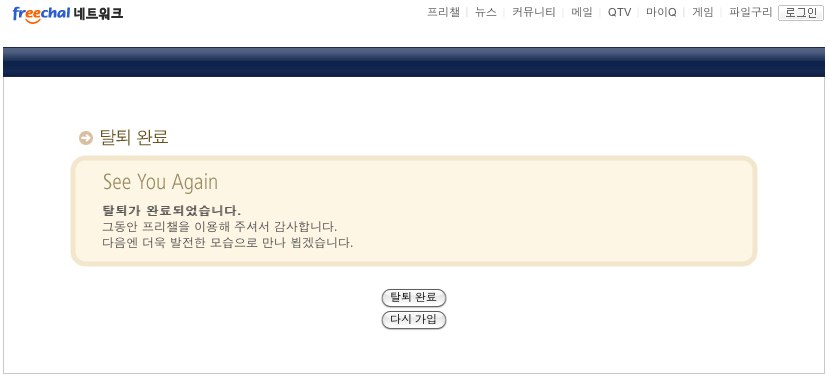 freechal 네트워크
프리챌 | 뉴스 | 커뮤니티 | 메일 | QTV | 마이Q | 게임 | 파일구리 로그인
탈퇴 완료
See You Again
탈퇴가 완료되었습니다.
그동안 프리챌을 이용해 주셔서 감사합니다.
다음엔 더욱 발전한 모습으로 만나 뵙겠습니다.
탈퇴 완료
다시 가입